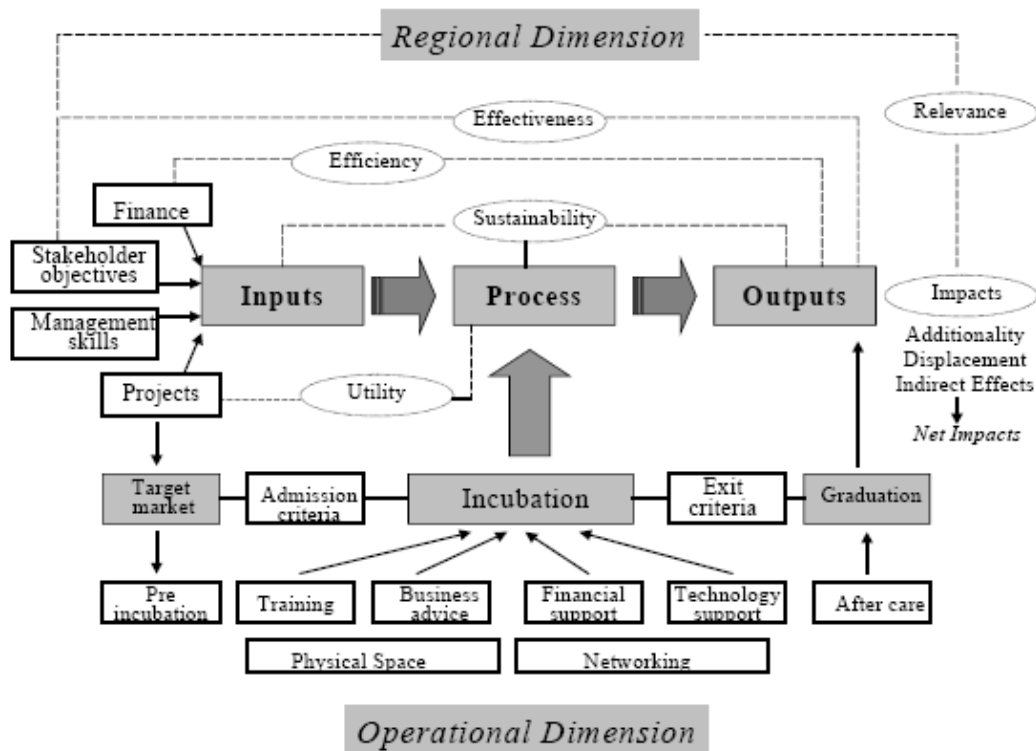 Regional Dimension
Effectiveness
Relevance
Efficiency
Finance
Sustainability
Stakeholder
objectives
Inputs
Process
Outputs
Impacts
Management
skills
Additionality
Displacement
Indirect Effects
Projects
Utility
Net Impacts
Target
market
Admission
criteria
Incubation
Exit
criteria
Graduation
Pre
incubation
Training
Business
advice
Financial
support
Technology
support
After care
Physical Space
Networking
Operational Dimension